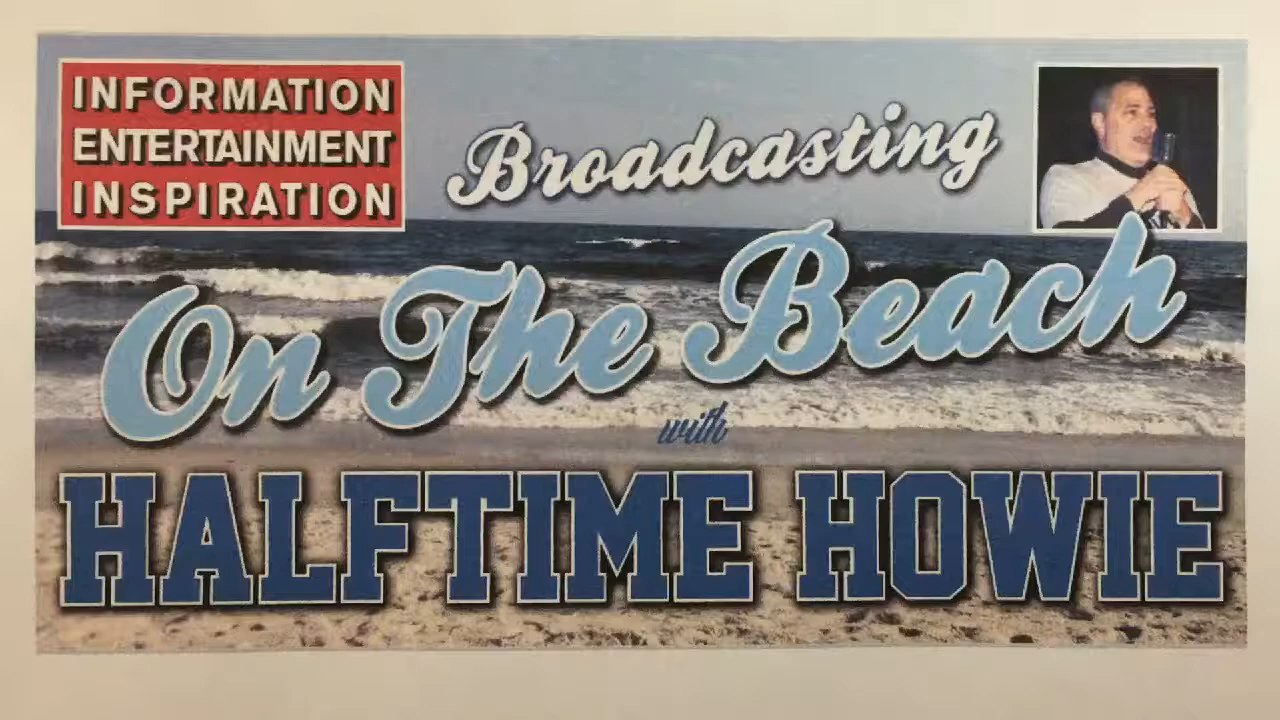 INFORMATION
ENTERTAINMENT
INSPIRATION
Broadcasting
On The Beach
with
HALFTIME HOWIE